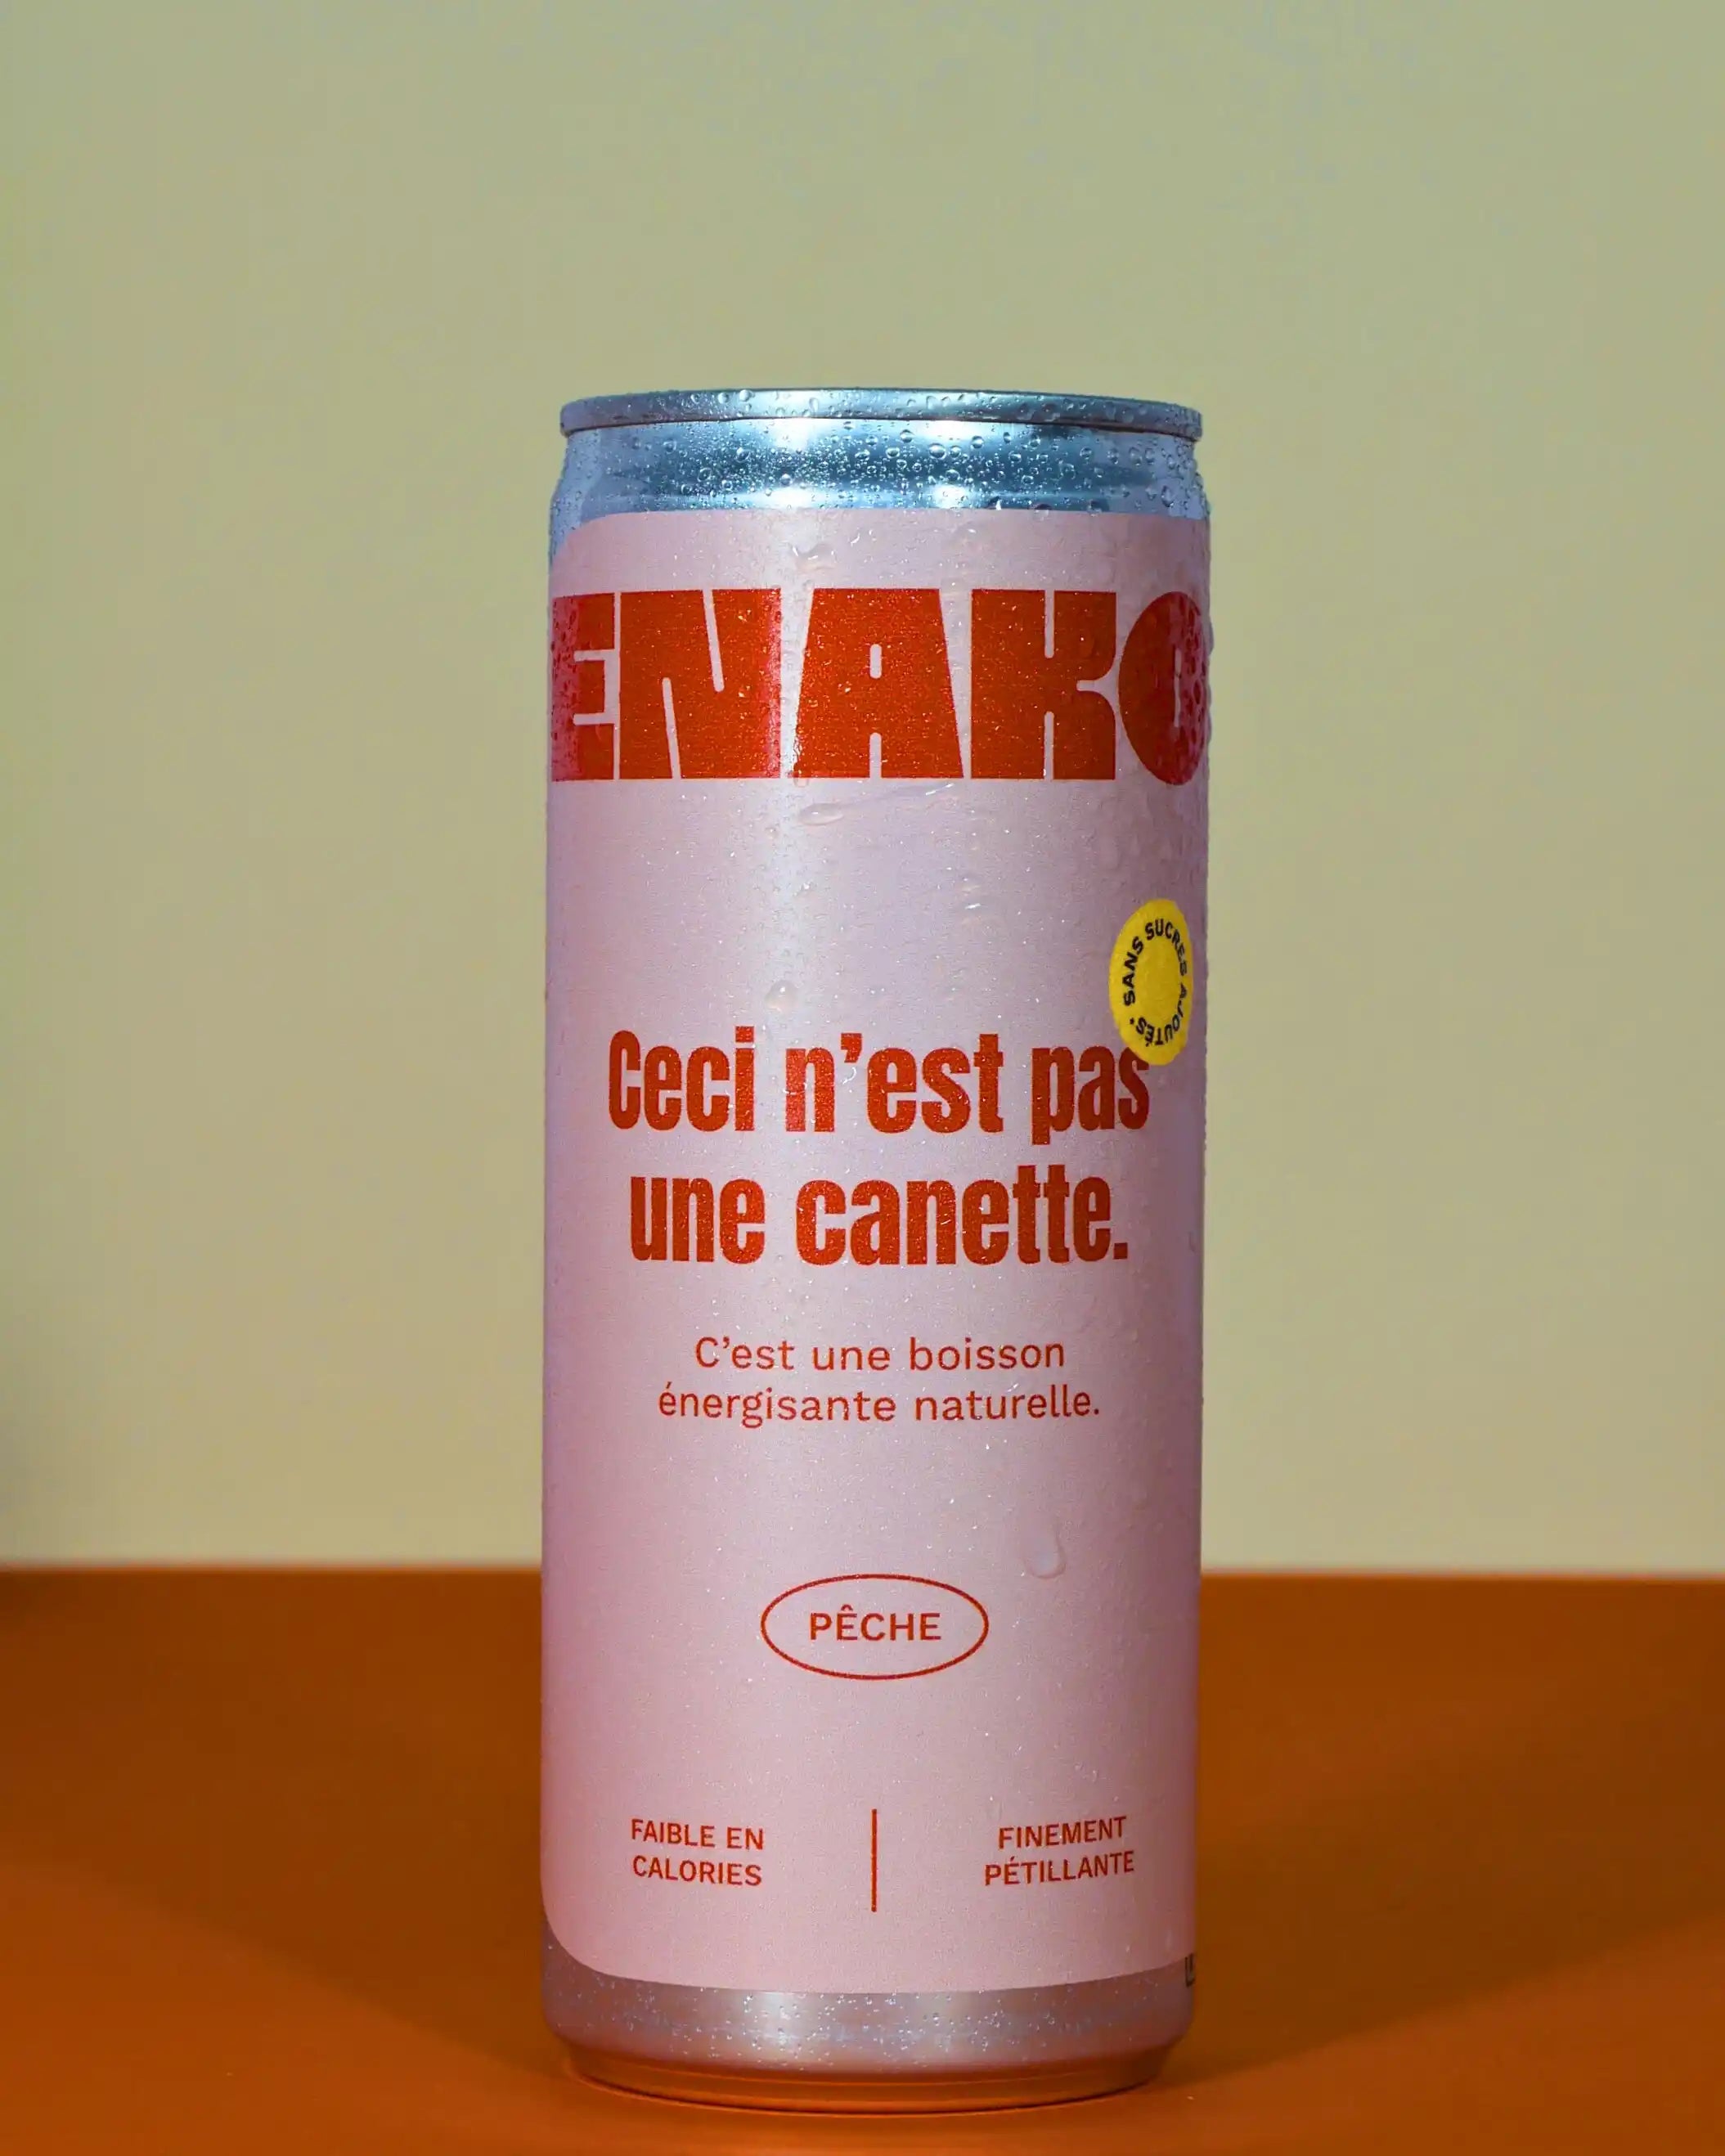 ENAKO
SANS SUCRES AJOUTÉS*
Ceci n’est pas
une canette.
C’est une boisson
énergisante naturelle.
PÊCHE
FAIBLE EN
CALORIES
FINEMENT
PÉTILLANTE